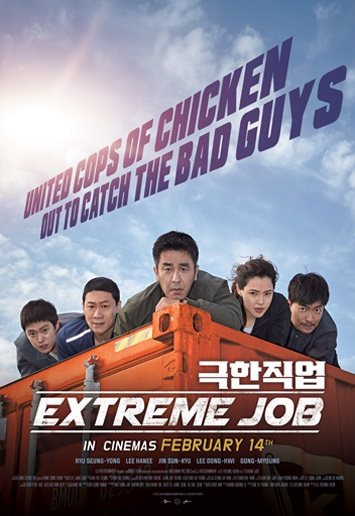 UNITED COPS OF CHICKEN
OUT TO CATCH THE BAD GUYS
극한직업
EXTREME JOB
IN CINEMAS FEBRUARY 14TH
RYU SEUNG-YONG LEE HANEE JIN SUN-KYU LEE DONG-HWI GONG-MYOUNG